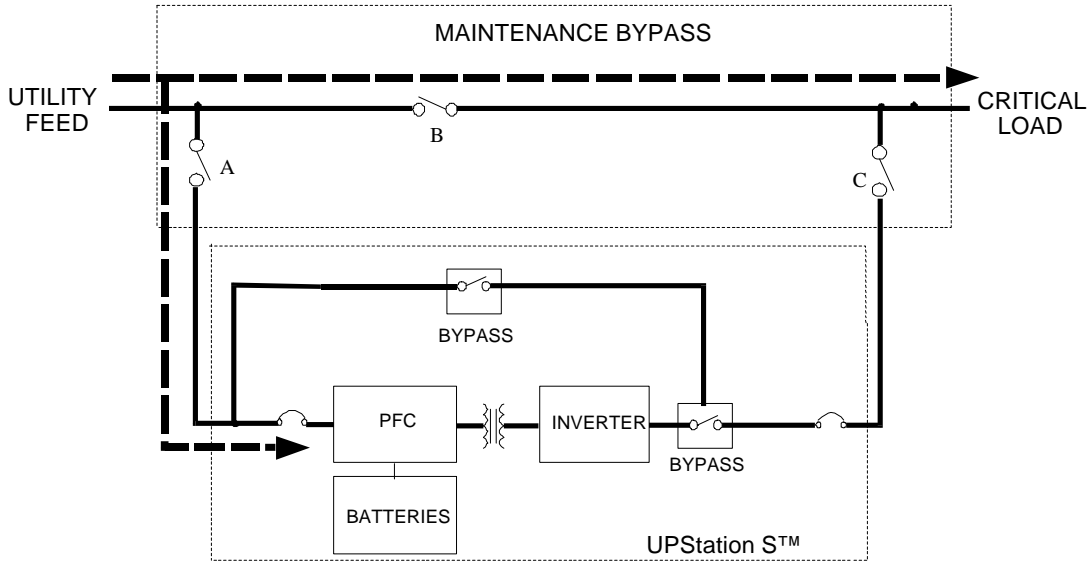 MAINTENANCE BYPASS
UTILITY
FEED
CRITICAL
LOAD
B
A
C
BYPASS
PFC
INVERTER
BYPASS
BATTERIES
UPStation S™